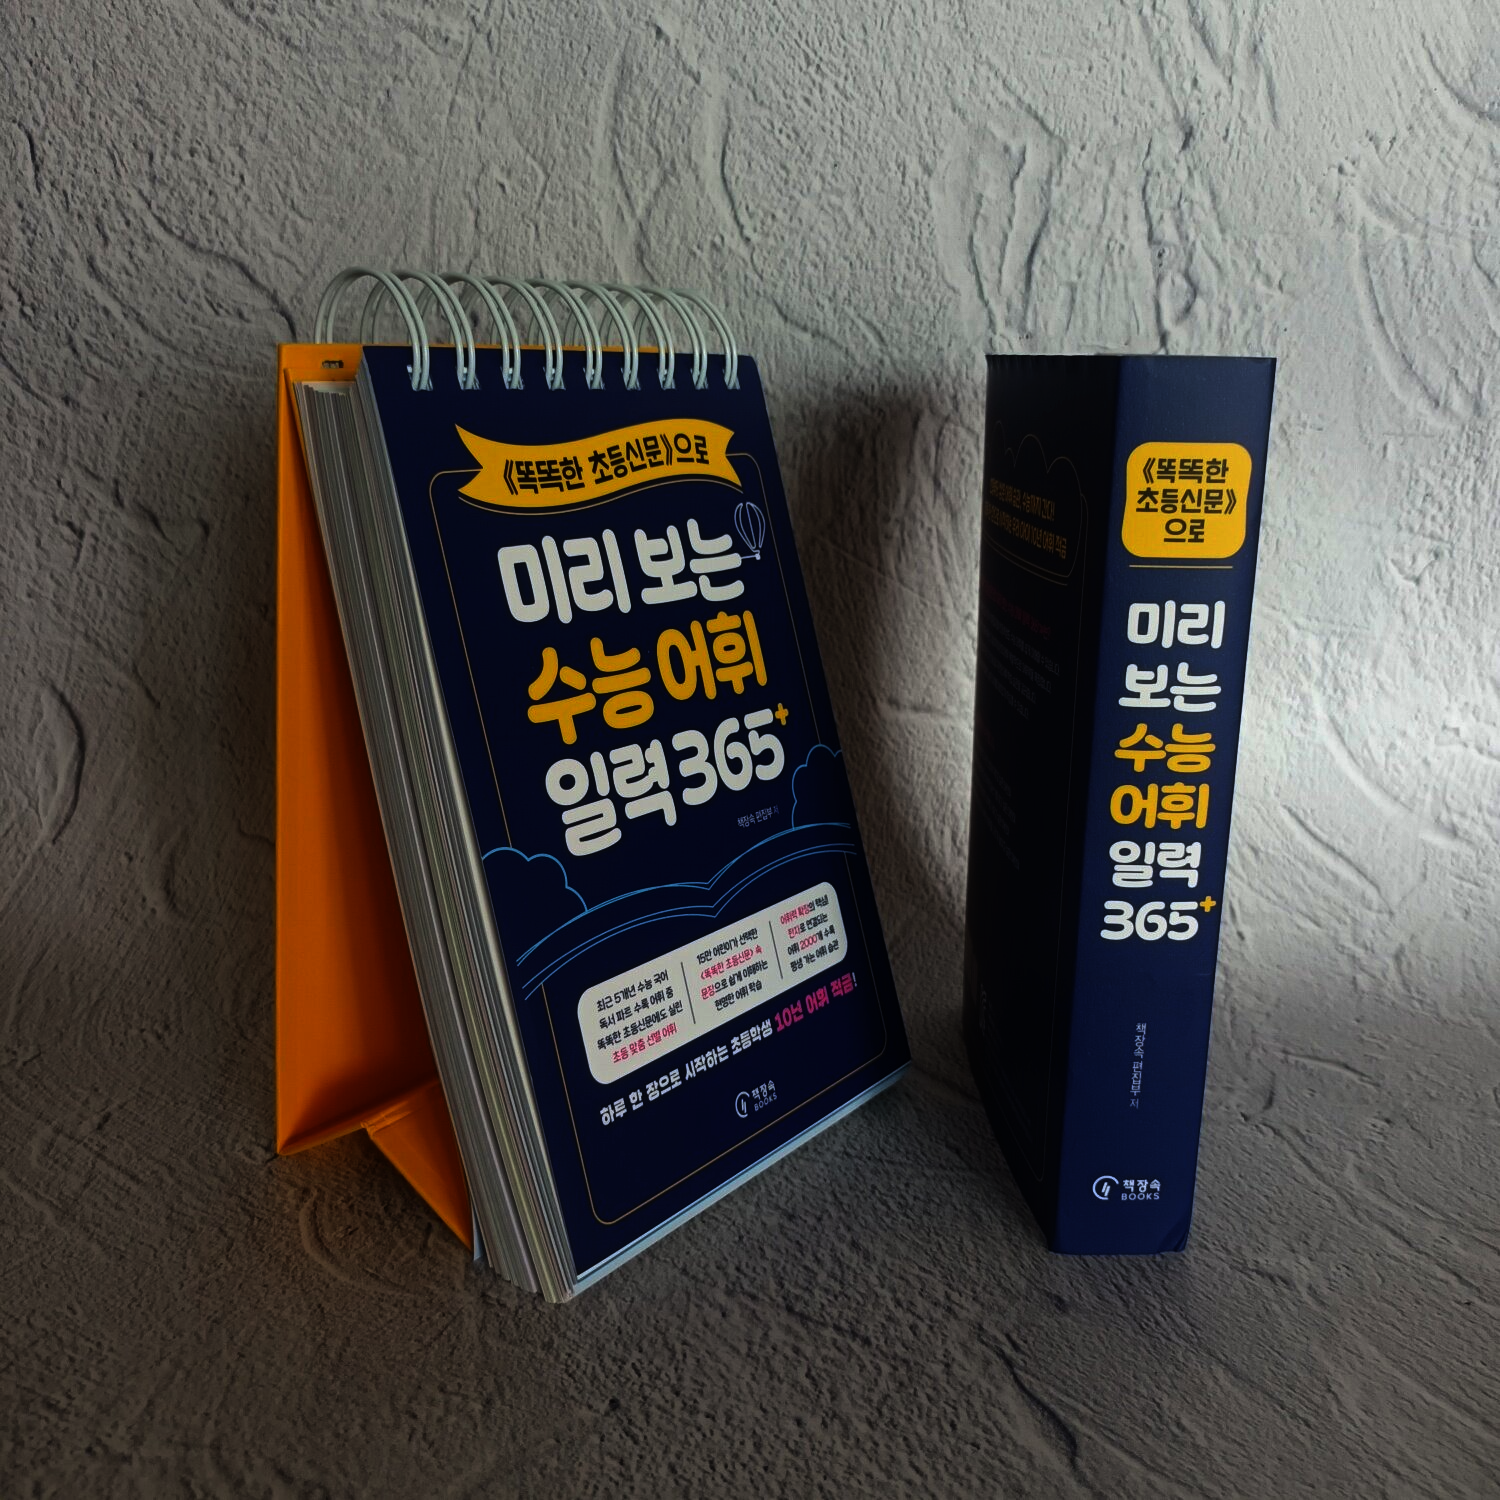 《똑똑한 초등신문》으로
미리 보는
수능 어휘
일력 365+
책장속 편집부 저
최근 5개년 수능 국어
독서 파트 수록 어휘 중
똑똑한 초등신문에도 실린
초등 맞춤 선별 어휘
15만 어린이가 선택한
<똑똑한 초등신문> 속
문장으로 쉽게 이해하는
현명한 어휘 학습
어휘력 확장의 핵심!
한자로 연결되는
어휘 2000개 수록
평생 가는 어휘 습관
하루 한 장으로 시작하는 초등학생 10년 어휘 적금!
책장속
BOOKS
《똑똑한
초등신문》
으로
미리
보는
수능
어휘
일력
365+
책장속 편집부 저
책장속
BOOKS